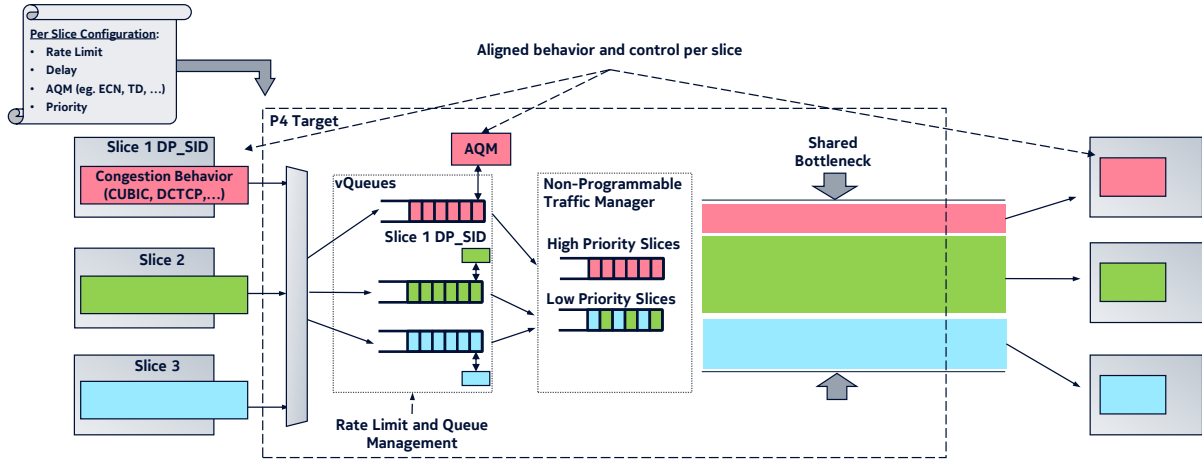 Per Slice Configuration:
• Rate Limit
• Delay
• AQM (eg. ECN, TD, ...)
• Priority
Aligned behavior and control per slice
P4 Target
Slice 1 DP_SID
Congestion Behavior
(CUBIC, DCTCP,...)
AQM
Shared
Bottleneck
vQueues
Non-Programmable
Traffic Manager
Slice 1 DP_SID
High Priority Slices
Slice 2
Low Priority Slices
Slice 3
Rate Limit and Queue
Management